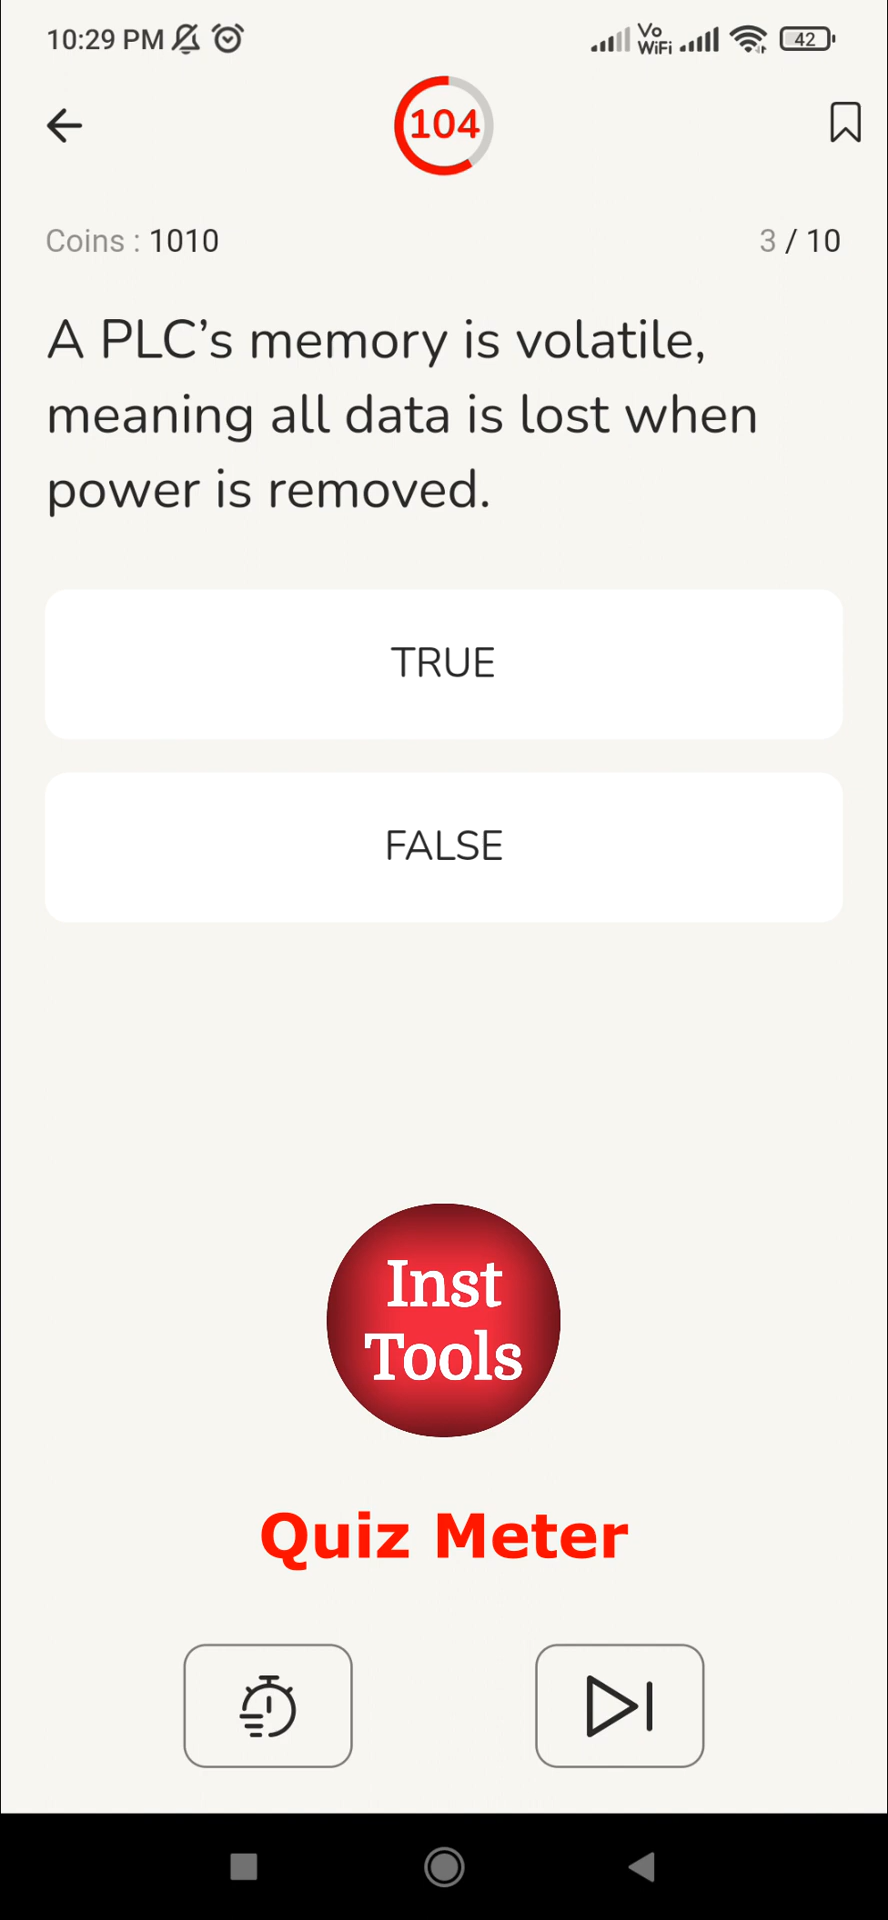 10:29 PM Vo WiFi 42
104
Coins : 1010 3 / 10
A PLC’s memory is volatile,
meaning all data is lost when
power is removed.
TRUE
FALSE
Inst
Tools
Quiz Meter